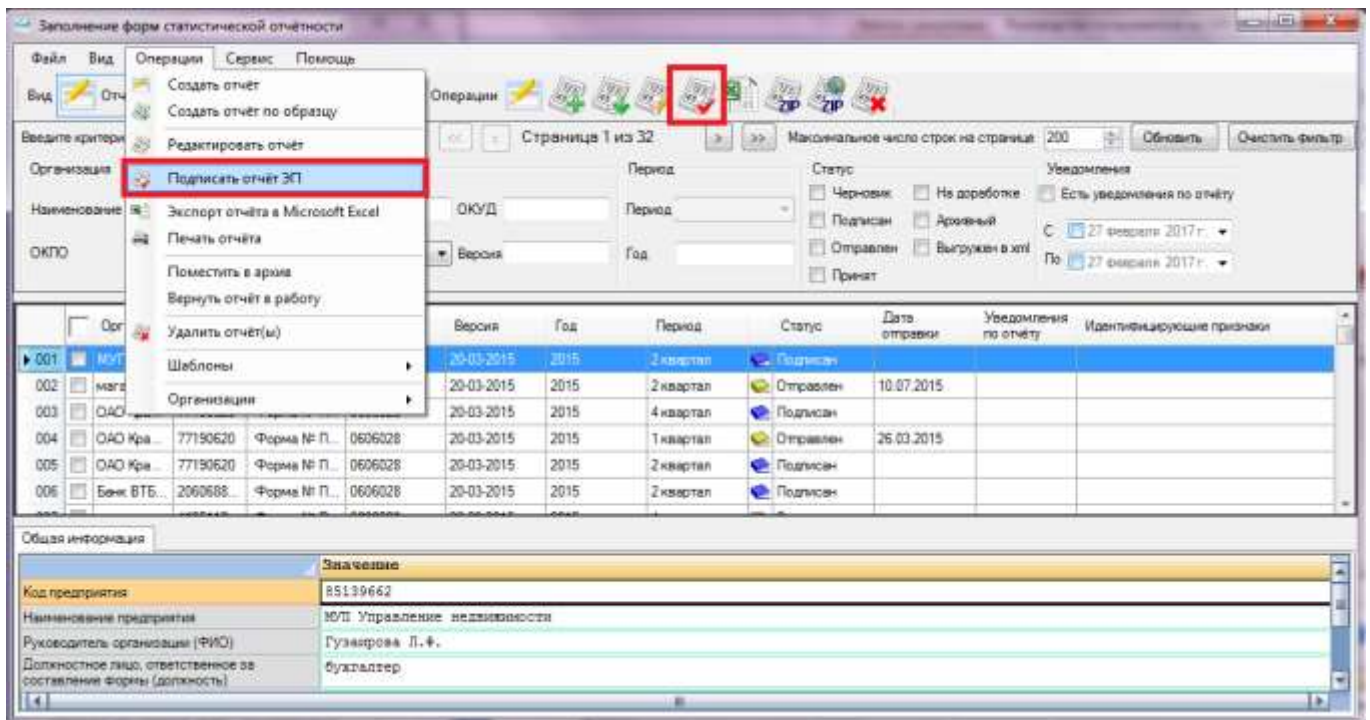 Заполнение форм статистической отчётности
Файл Вид Операции Сервис Помощь
Вид Отч Операции ZIP ZIP
Создать отчёт
Создать отчёт по образцу
Редактировать отчёт
Подписать отчёт ЭП
Экспорт отчёта в Microsoft Excel
Печать отчёта
Поместить в архив
Вернуть отчёт в работу
Удалить отчёт(ы)
Шаблоны
Организации
Введите критери << < Страница 1 из 32 > >> Максимальное число строк на странице 200 Обновить Очистить фильтр
Организация Период Статус Уведомления
Наименование ОКУД Период Черновик На доработке Есть уведомления по отчёту
Подписан Архивный С 27 февраля 2017 г.
ОКПО Версия Год Отправлен Выгружен в xml По 27 февраля 2017 г.
Принят
Орг Версия Год Период Статус Дата отправки Уведомления по отчёту Идентифицирующие признаки
001 МУП 20-03-2015 2015 2 квартал Подписан
002 мага 20-03-2015 2015 2 квартал Отправлен 10.07.2015
003 ОАО 20-03-2015 2015 4 квартал Подписан
004 ОАО Кра... 77190620 Форма № П... 0606028 20-03-2015 2015 1 квартал Отправлен 26.03.2015
005 ОАО Кра... 77190620 Форма № П... 0606028 20-03-2015 2015 2 квартал Подписан
006 Банк ВТБ... 2060688... Форма № П... 0606028 20-03-2015 2015 2 квартал Подписан
Общая информация
Значение
Код предприятия 85139662
Наименование предприятия МУП Управление недвижимости
Руководитель организации (ФИО) Гузаирова Л.Ф.
Должностное лицо, ответственное за бухгалтер
составление формы (должность)